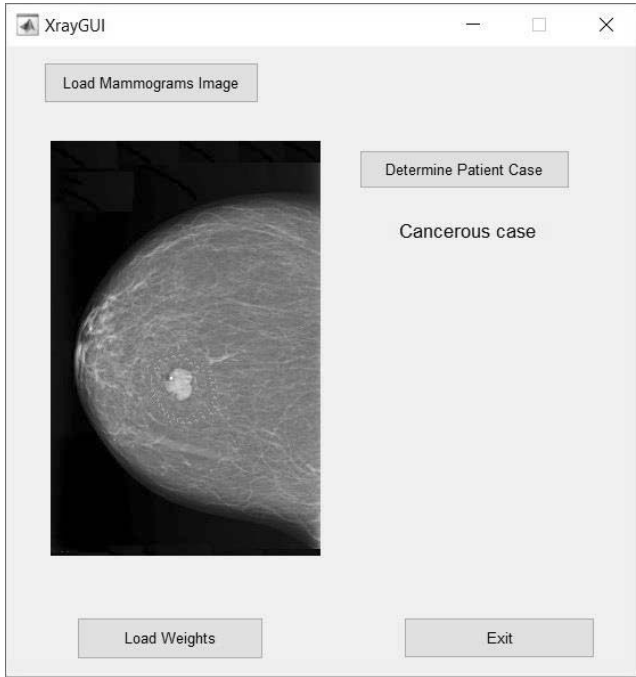 XrayGUI
Load Mammograms Image
Determine Patient Case
Cancerous case
Load Weights
Exit